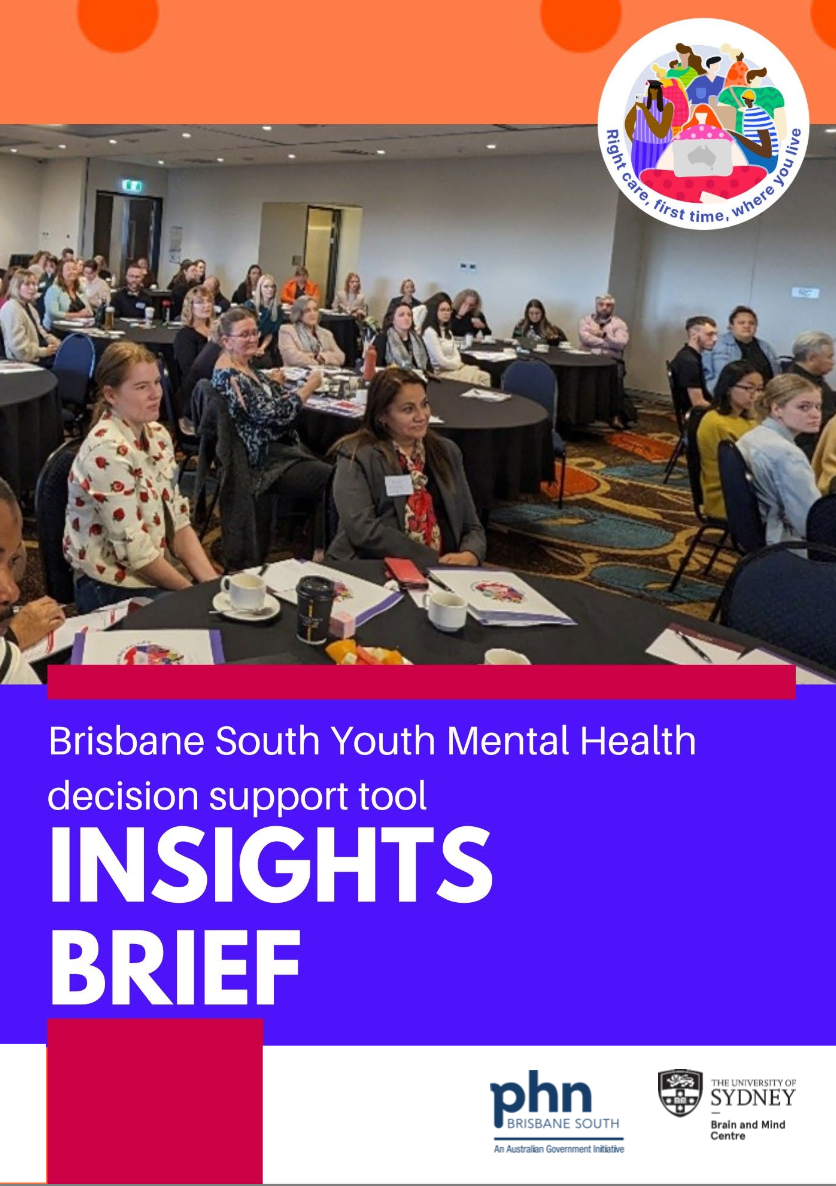 Right care, first time, where you live
Brisbane South Youth Mental Health
decision support tool
INSIGHTS
BRIEF
phn
BRISBANE SOUTH
An Australian Government Initiative
THE UNIVERSITY OF
SYDNEY
Brain and Mind
Centre